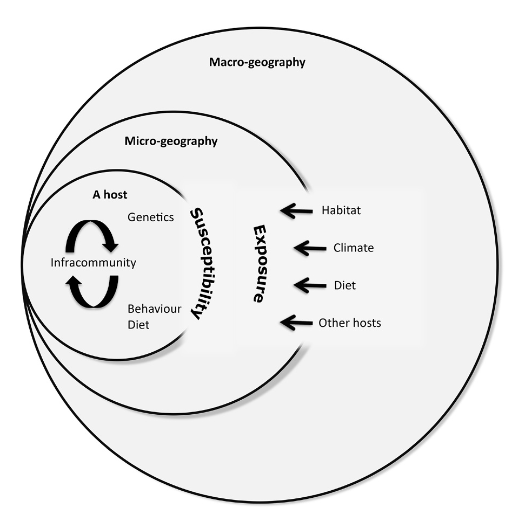 Macro-geography
Micro-geography
A host
Genetics
Infracommunity
Behaviour
Diet
Susceptibility
Exposure
Habitat
Climate
Diet
Other hosts